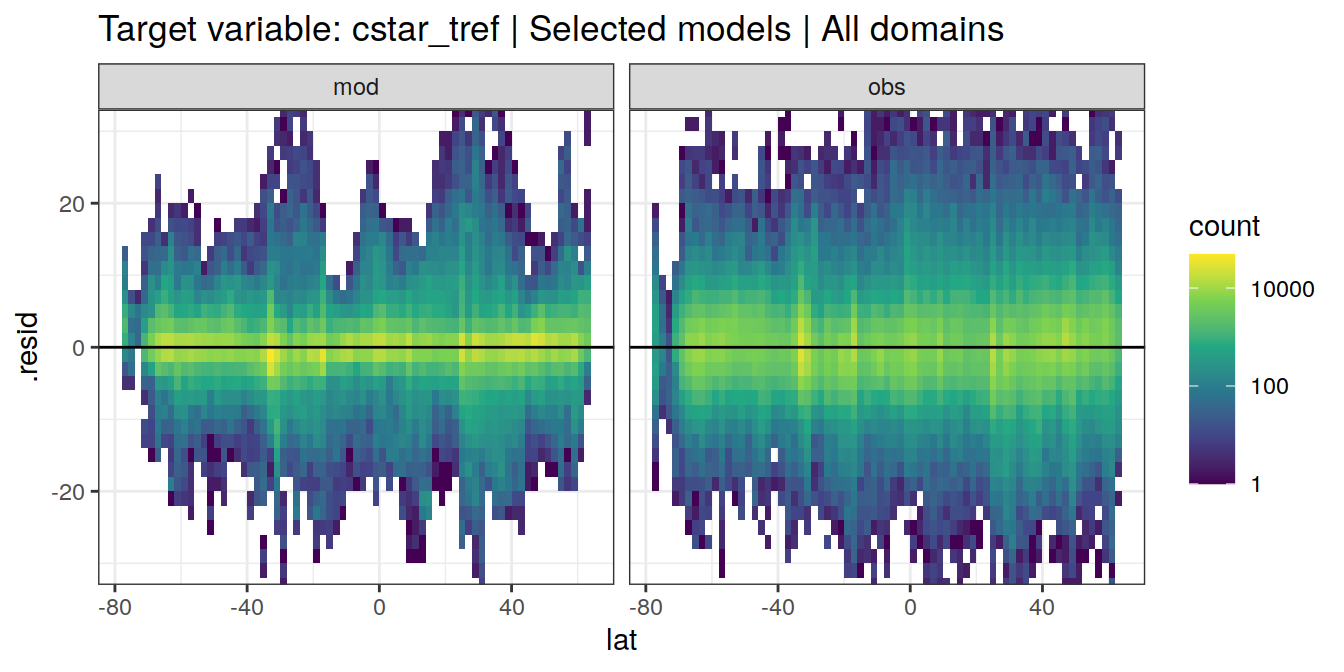 Target variable: cstar_tref | Selected models | All domains
mod
obs
.resid
20
0
-20
-80
-40
0
40
-80
-40
0
40
lat
count
10000
100
1